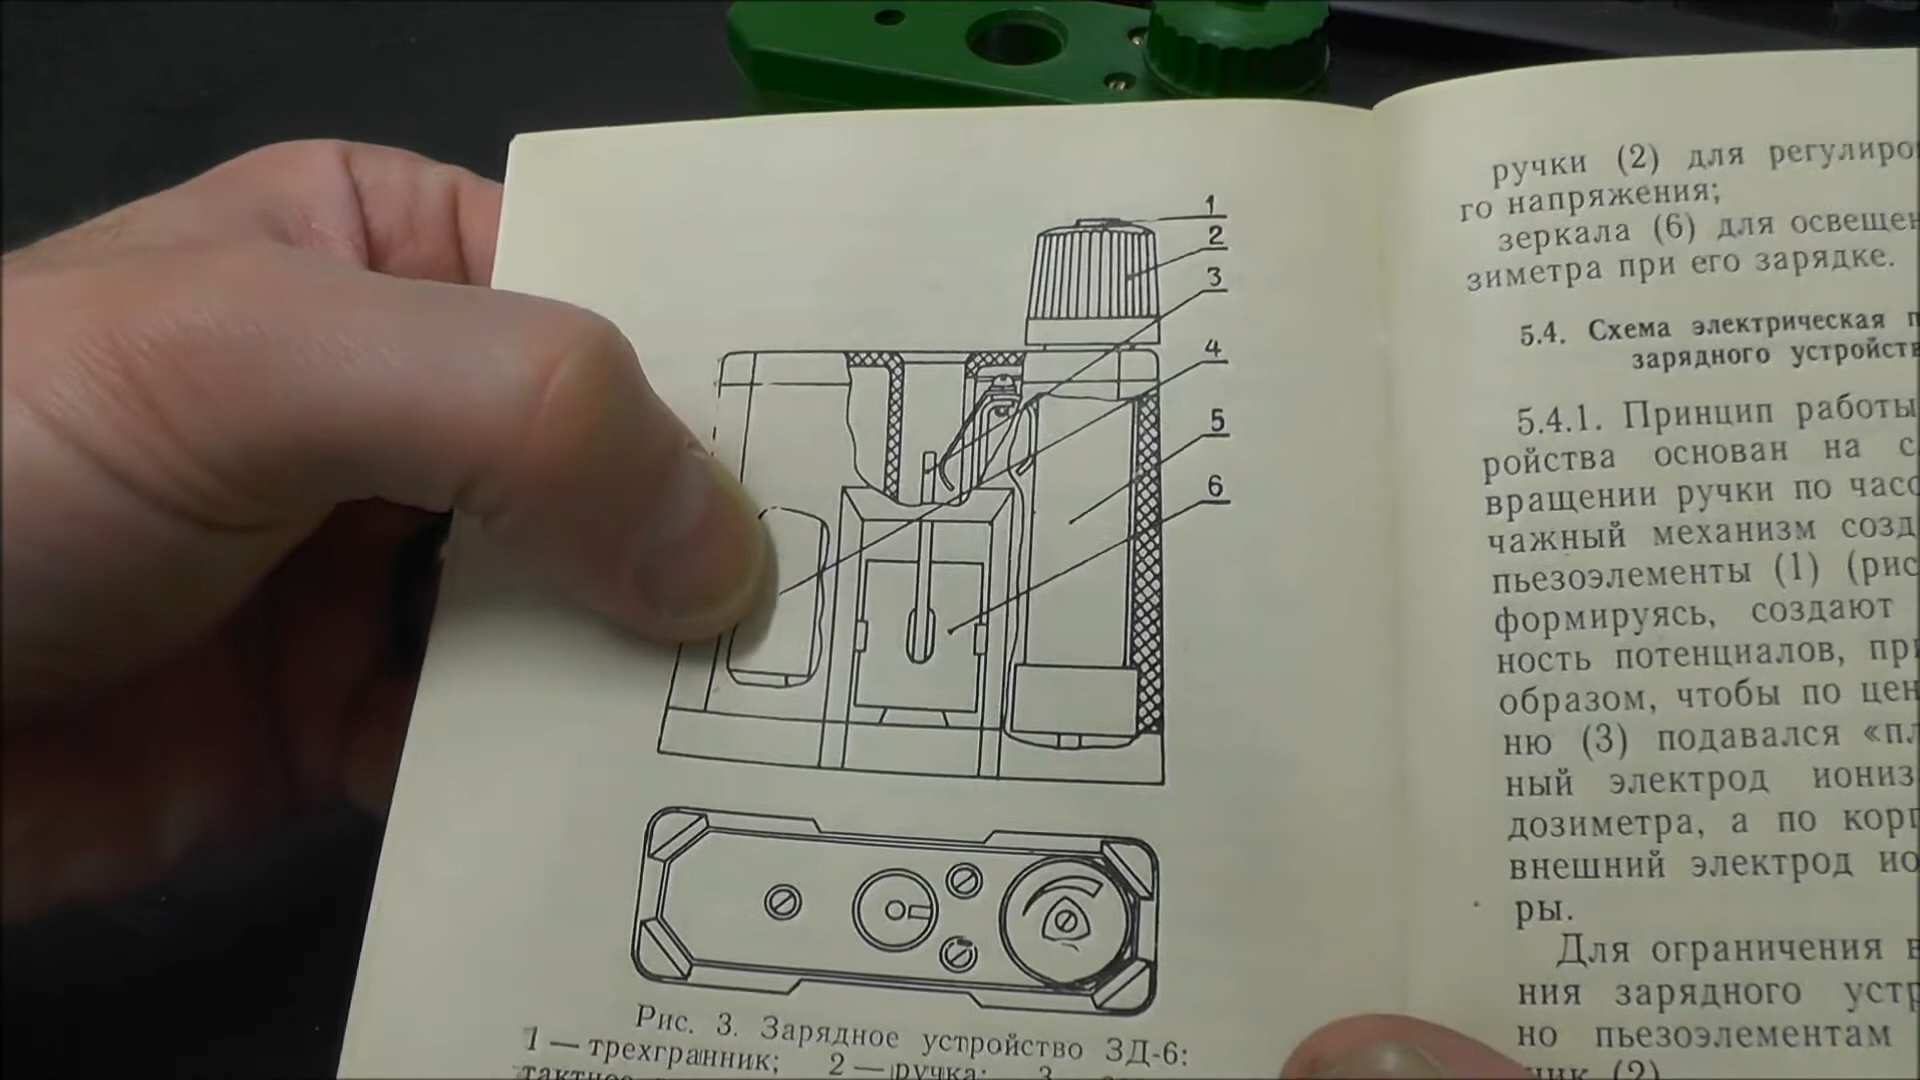 1
2
3
4
5
6
Рис. 3. Зарядное устройство ЗД-6:
1 — трехгранник; 2 — ручка; 3
ручки (2) для регулиро
го напряжения;
зеркала (6) для освещен
зиметра при его зарядке.
5.4. Схема электрическая п
зарядного устройств
5.4.1. Принцип работы
ройства основан на с
вращении ручки по часо
чажный механизм созд
пьезоэлементы (1) (рис
формируясь, создают
ность потенциалов, при
образом, чтобы по цен
ню (3) подавался «пл
ный электрод иониз
дозиметра, а по корп
внешний электрод ио
ры.
Для ограничения в
ния зарядного устр
но пьезоэлементам
ник (2)